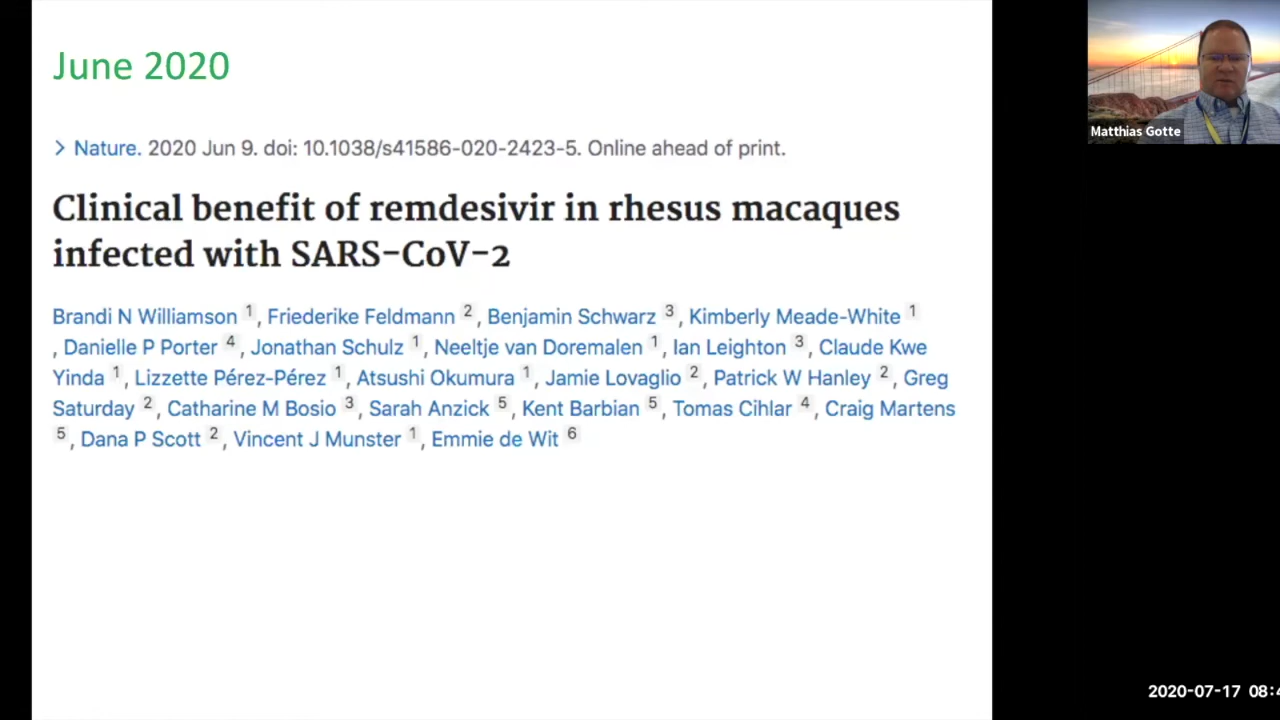 June 2020
> Nature. 2020 Jun 9. doi: 10.1038/s41586-020-2423-5. Online ahead of print.
Clinical benefit of remdesivir in rhesus macaques
infected with SARS-CoV-2
Brandi N Williamson 1, Friederike Feldmann 2, Benjamin Schwarz 3, Kimberly Meade-White 1
, Danielle P Porter 4, Jonathan Schulz 1, Neeltje van Doremalen 1, Ian Leighton 3, Claude Kwe
Yinda 1, Lizzette Pérez-Pérez 1, Atsushi Okumura 1, Jamie Lovaglio 2, Patrick W Hanley 2, Greg
Saturday 2, Catharine M Bosio 3, Sarah Anzick 5, Kent Barbian 5, Tomas Cihlar 4, Craig Martens
5, Dana P Scott 2, Vincent J Munster 1, Emmie de Wit 6
Matthias Gotte
2020-07-17 08:4